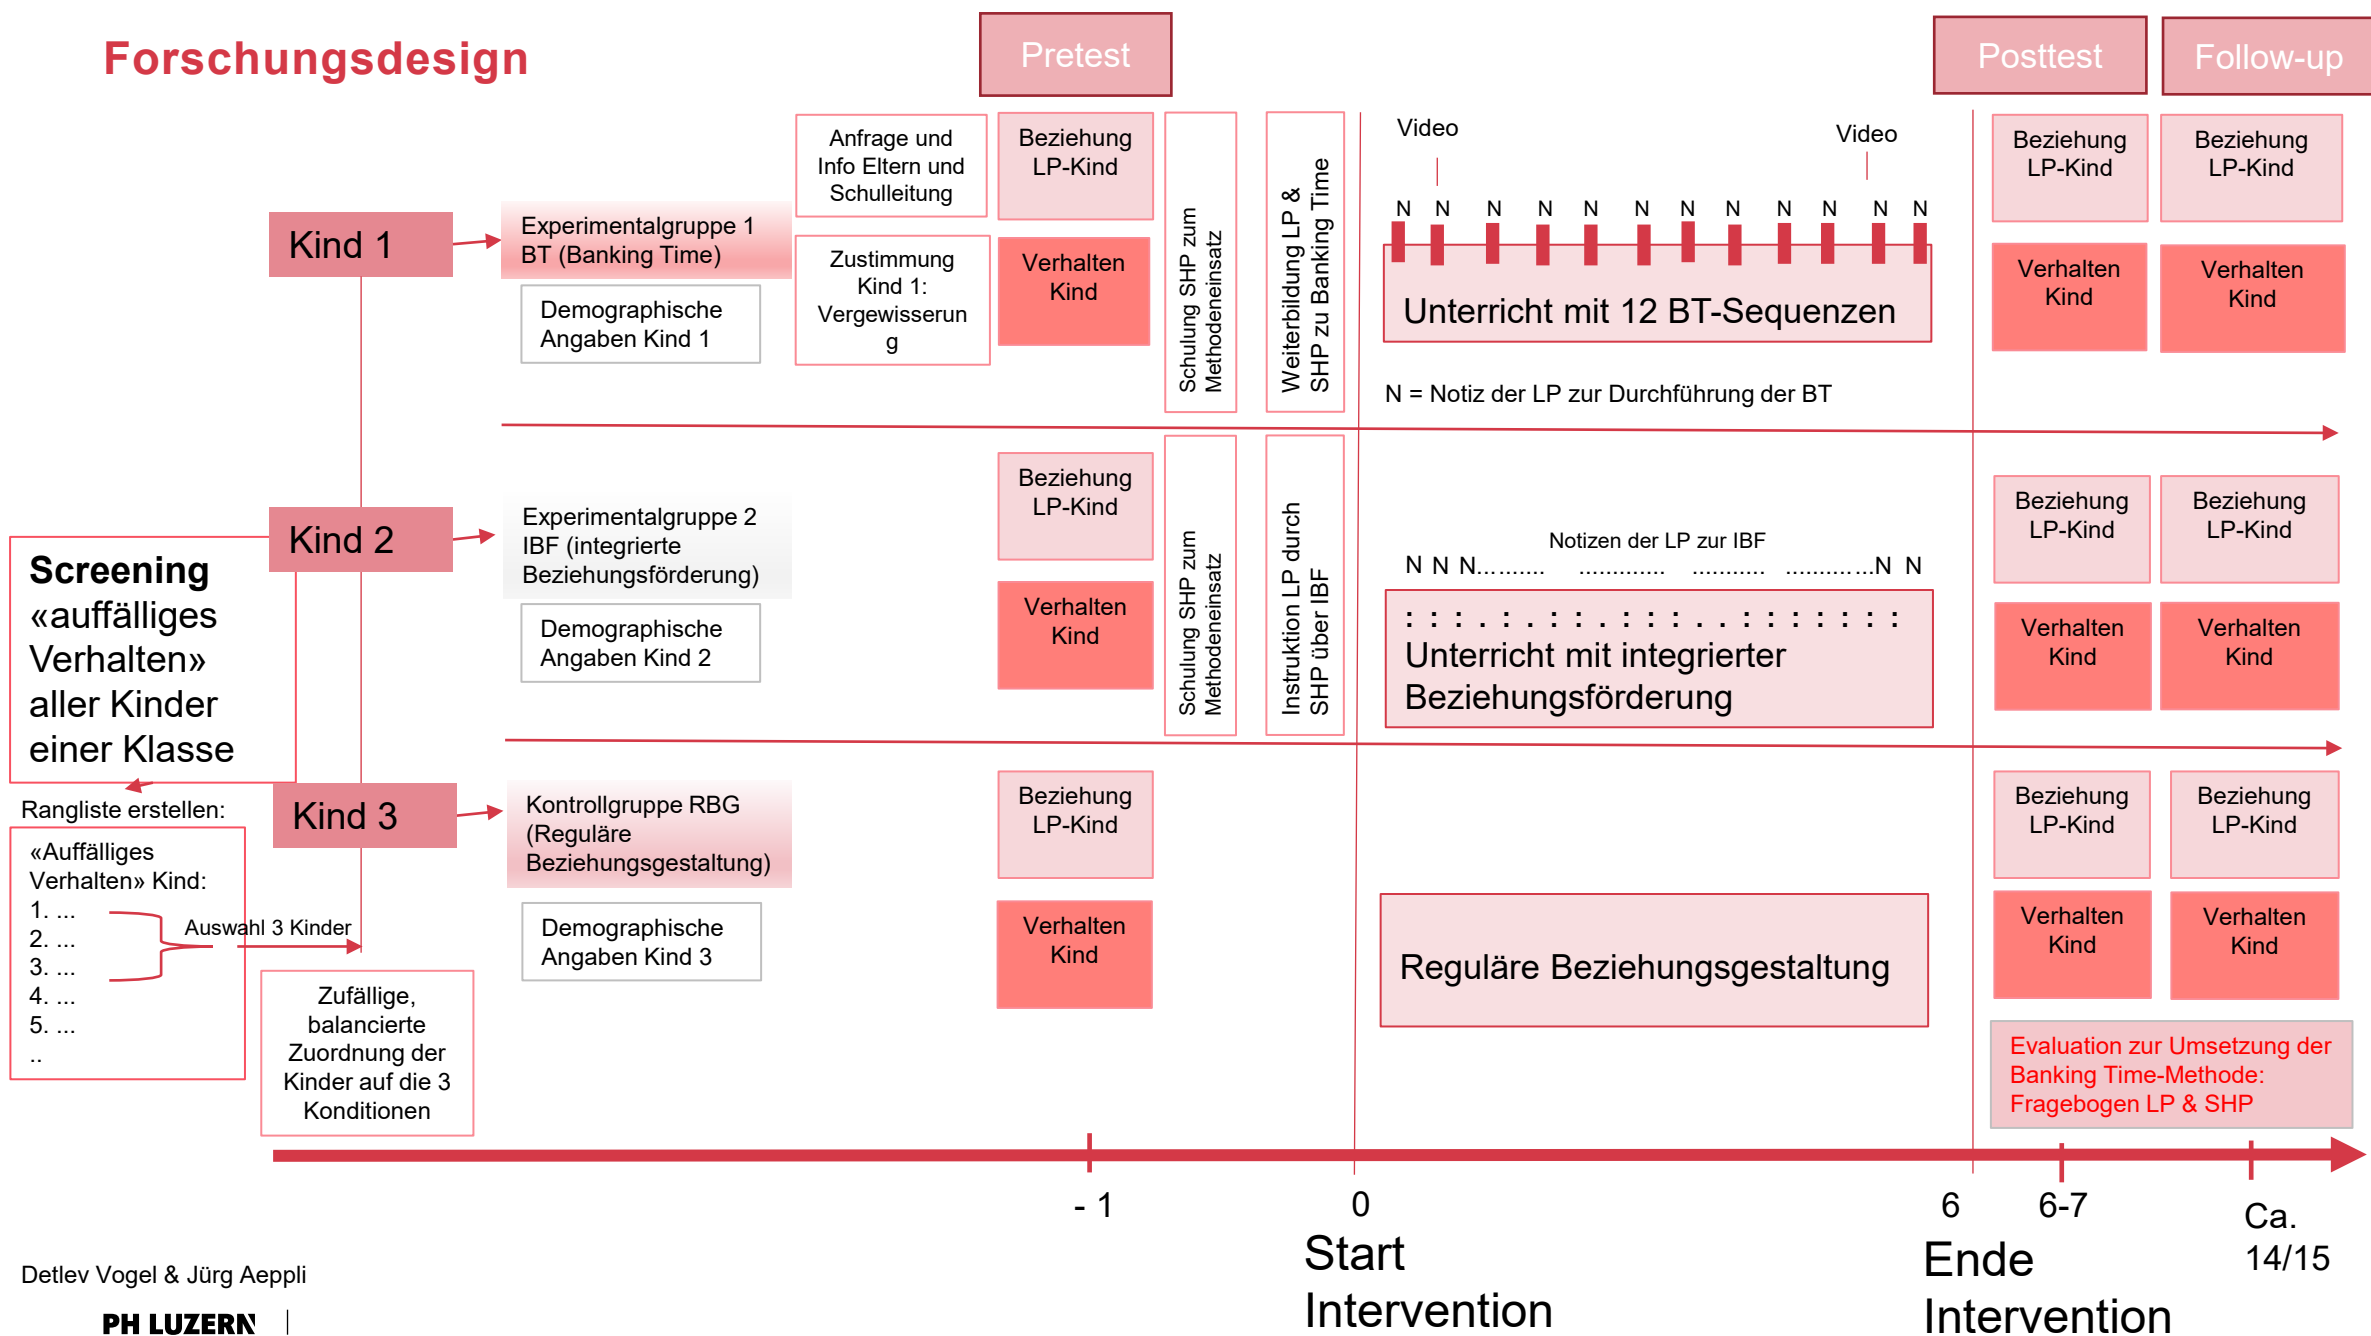 Forschungsdesign
Pretest
Posttest
Follow-up
Kind 1
Experimentalgruppe 1
BT (Banking Time)
Demographische
Angaben Kind 1
Anfrage und
Info Eltern und
Schulleitung
Zustimmung
Kind 1:
Vergewisserun
g
Beziehung
LP-Kind
Verhalten
Kind
Schulung SHP zum
Methodeneinsatz
Weiterbildung LP &
SHP zu Banking Time
Video
Video
N N N N N N N N N N N N
Unterricht mit 12 BT-Sequenzen
N = Notiz der LP zur Durchführung der BT
Beziehung
LP-Kind
Verhalten
Kind
Beziehung
LP-Kind
Verhalten
Kind
Kind 2
Experimentalgruppe 2
IBF (integrierte
Beziehungsförderung)
Demographische
Angaben Kind 2
Beziehung
LP-Kind
Verhalten
Kind
Schulung SHP zum
Methodeneinsatz
Instruktion LP durch
SHP über IBF
Notizen der LP zur IBF
N N N.......... ............. ........... .............N N
: : : . : . : : . : : : . . : : : : : : :
Unterricht mit integrierter
Beziehungsförderung
Beziehung
LP-Kind
Verhalten
Kind
Beziehung
LP-Kind
Verhalten
Kind
Screening
«auffälliges
Verhalten»
aller Kinder
einer Klasse
Rangliste erstellen:
«Auffälliges
Verhalten» Kind:
1. ...
2. ...
3. ...
4. ...
5. ...
..
Auswahl 3 Kinder
Zufällige,
balancierte
Zuordnung der
Kinder auf die 3
Konditionen
Kind 3
Kontrollgruppe RBG
(Reguläre
Beziehungsgestaltung)
Demographische
Angaben Kind 3
Beziehung
LP-Kind
Verhalten
Kind
Reguläre Beziehungsgestaltung
Beziehung
LP-Kind
Verhalten
Kind
Beziehung
LP-Kind
Verhalten
Kind
Evaluation zur Umsetzung der
Banking Time-Methode:
Fragebogen LP & SHP
- 1
0
Start
Intervention
6
Ende
Intervention
6-7
Ca.
14/15
Detlev Vogel & Jürg Aeppli
PH LUZERN